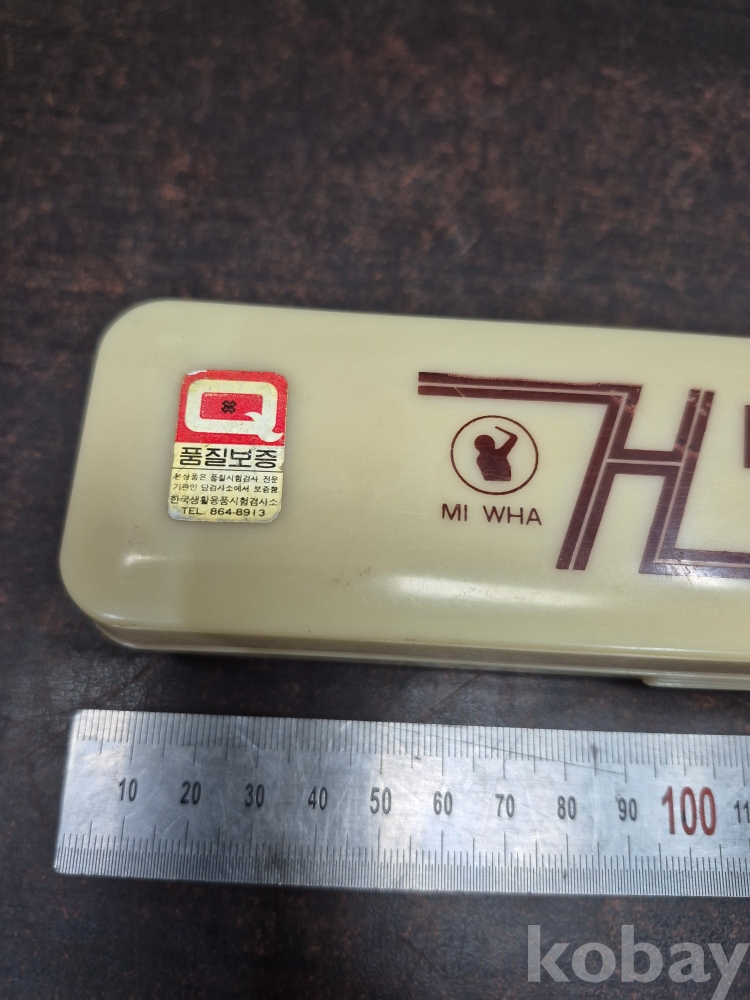 Q
품질보증
본상품은 품질시험검사 전문
기관인 당검사소에서 보증함
한국생활용품시험검사소
TEL. 864-8913
MI WHA
10 20 30 40 50 60 70 80 90 100
kobay